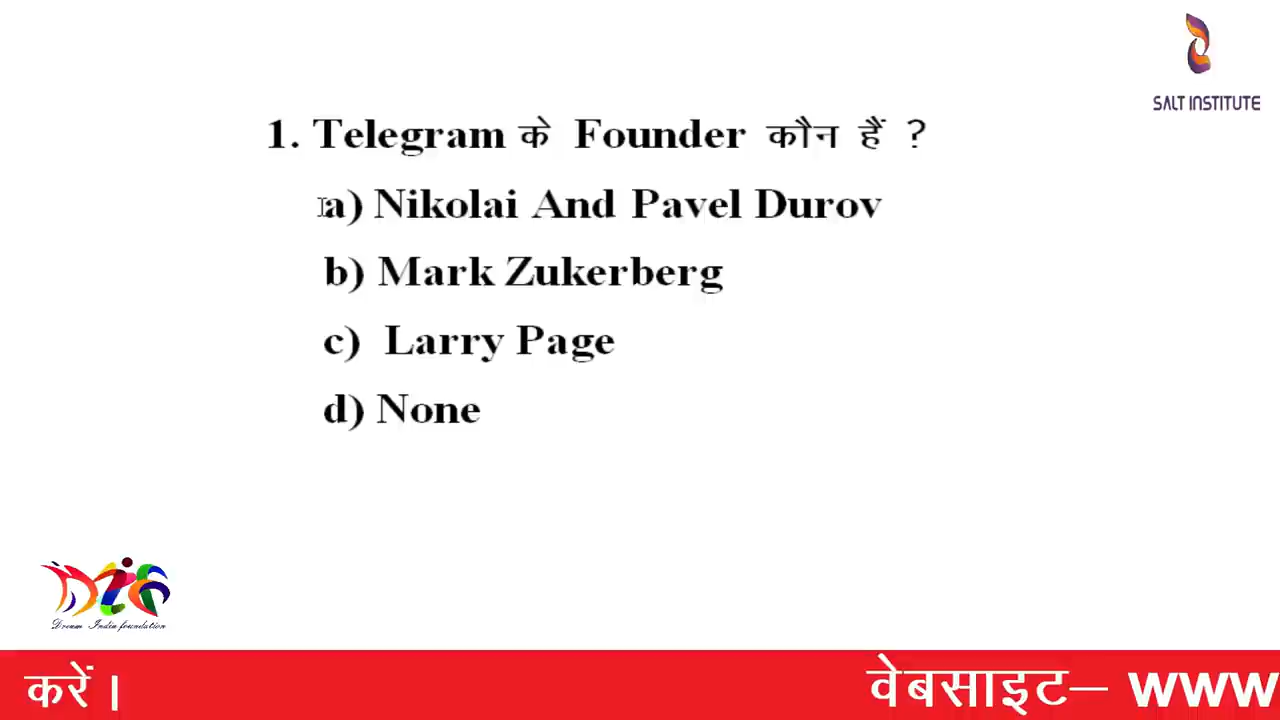 SALT INSTITUTE
1. Telegram के Founder कौन हैं ?
a) Nikolai And Pavel Durov
b) Mark Zukerberg
c) Larry Page
d) None
Dream India foundation
करें । वेबसाइट– www